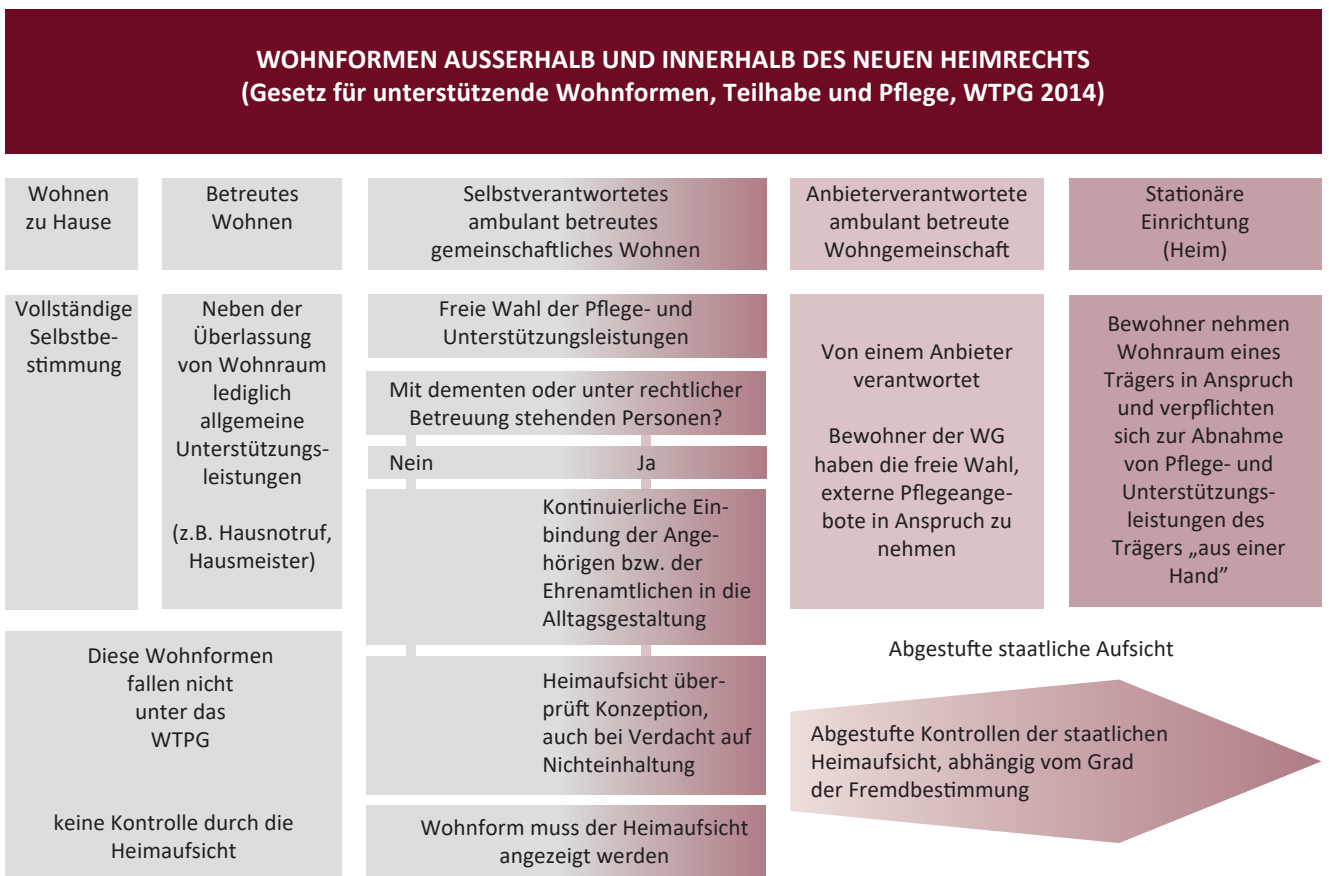 WOHNFORMEN AUSSERHALB UND INNERHALB DES NEUEN HEIMRECHTS
(Gesetz für unterstützende Wohnformen, Teilhabe und Pflege, WTPG 2014)
Wohnen
zu Hause
Betreutes
Wohnen
Selbstverantwortetes
ambulant betreutes
gemeinschaftliches Wohnen
Anbieterverantwortete
ambulant betreute
Wohngemeinschaft
Stationäre
Einrichtung
(Heim)
Vollständige
Selbstbe-
stimmung
Neben der
Überlassung
von Wohnraum
lediglich
allgemeine
Unterstützungs-
leistungen
(z.B. Hausnotruf,
Hausmeister)
Freie Wahl der Pflege- und
Unterstützungsleistungen
Mit dementen oder unter rechtlicher
Betreuung stehenden Personen?
Nein
Ja
Kontinuierliche Ein-
bindung der Ange-
hörigen bzw. der
Ehrenamtlichen in die
Alltagsgestaltung
Heimaufsicht über-
prüft Konzeption,
auch bei Verdacht auf
Nichteinhaltung
Wohnform muss der Heimaufsicht
angezeigt werden
Von einem Anbieter
verantwortet
Bewohner der WG
haben die freie Wahl,
externe Pflegeange-
bote in Anspruch zu
nehmen
Bewohner nehmen
Wohnraum eines
Trägers in Anspruch
und verpflichten
sich zur Abnahme
von Pflege- und
Unterstützungs-
leistungen des
Trägers „aus einer
Hand”
Diese Wohnformen
fallen nicht
unter das
WTPG
keine Kontrolle durch die
Heimaufsicht
Abgestufte staatliche Aufsicht
Abgestufte Kontrollen der staatlichen
Heimaufsicht, abhängig vom Grad
der Fremdbestimmung